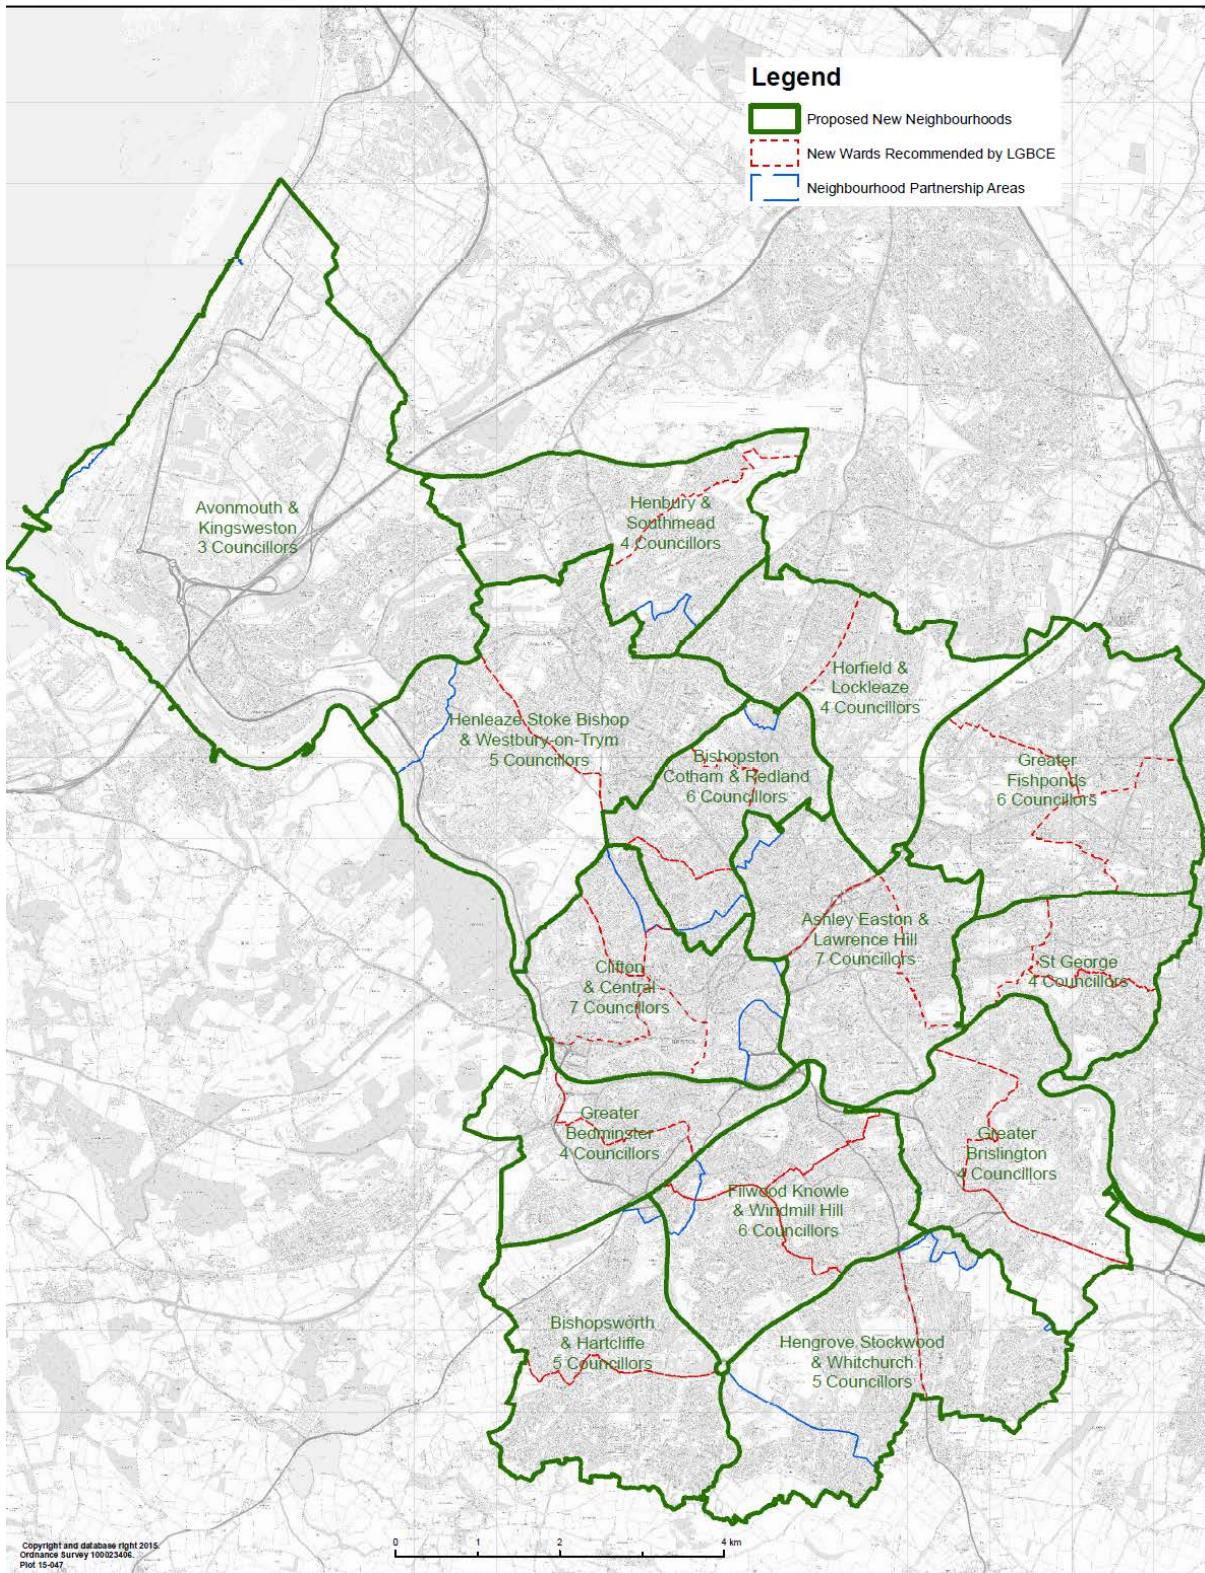 Legend
Proposed New Neighbourhoods
New Wards Recommended by LGBCE
Neighbourhood Partnership Areas
Avonmouth &
Kingsweston
3 Councillors
Henbury &
Southmead
4 Councillors
Horfield &
Lockleaze
4 Councillors
Henleaze Stoke Bishop
& Westbury-on-Trym
5 Councillors
Bishopston
Cotham & Redland
6 Councillors
Greater
Fishponds
6 Councillors
Ashley Easton &
Lawrence Hill
7 Councillors
St George
4 Councillors
Clifton
& Central
7 Councillors
Greater
Bedminster
4 Councillors
Greater
Brislington
4 Councillors
Filwood Knowle
& Windmill Hill
6 Councillors
Bishopsworth
& Hartcliffe
5 Councillors
Hengrove Stockwood
& Whitchurch
5 Councillors
0 1 2 4 km
Copyright and database right 2015.
Ordnance Survey 100023406.
Plot 15-047